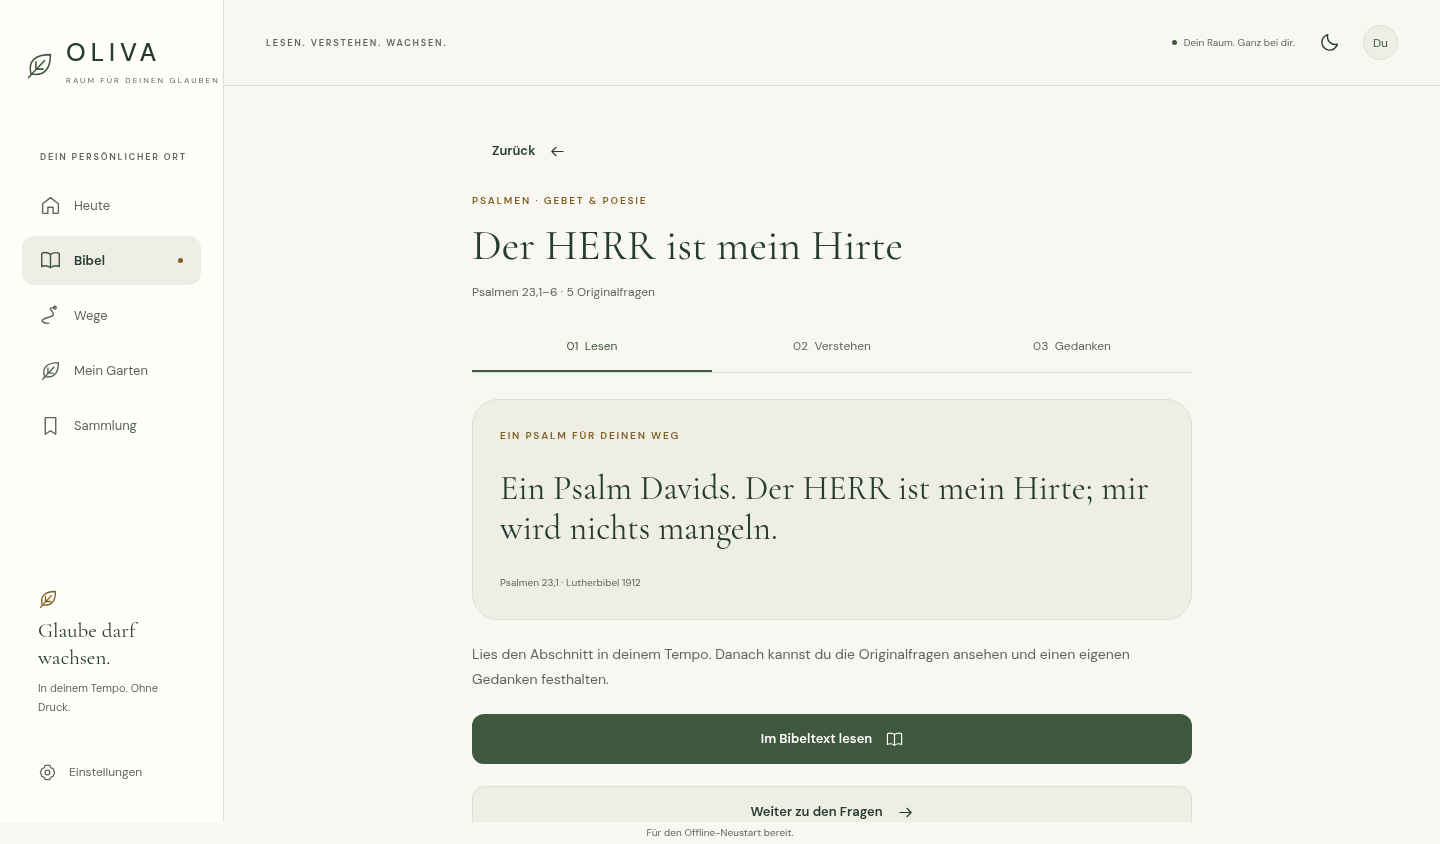 OLIVA
RAUM FÜR DEINEN GLAUBEN
LESEN. VERSTEHEN. WACHSEN.
Dein Raum. Ganz bei dir.
Du
DEIN PERSÖNLICHER ORT
Heute
Bibel
Wege
Mein Garten
Sammlung
Glaube darf
wachsen.
In deinem Tempo. Ohne
Druck.
Einstellungen
Zurück
PSALMEN · GEBET & POESIE
Der HERR ist mein Hirte
Psalmen 23,1–6 · 5 Originalfragen
01 Lesen
02 Verstehen
03 Gedanken
EIN PSALM FÜR DEINEN WEG
Ein Psalm Davids. Der HERR ist mein Hirte; mir
wird nichts mangeln.
Psalmen 23,1 · Lutherbibel 1912
Lies den Abschnitt in deinem Tempo. Danach kannst du die Originalfragen ansehen und einen eigenen
Gedanken festhalten.
Im Bibeltext lesen
Weiter zu den Fragen
Für den Offline-Neustart bereit.